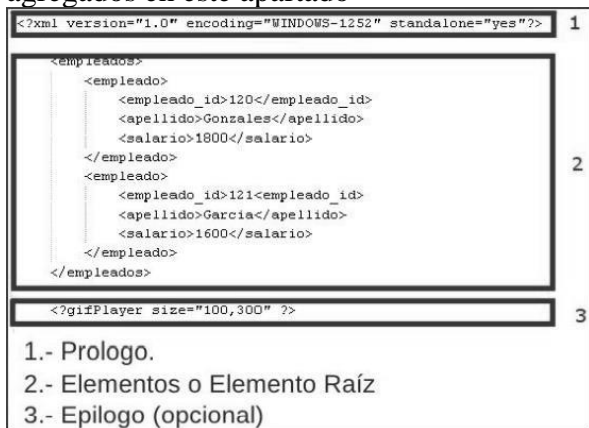 agregados en este apartado
<?xml version="1.0" encoding="WINDOWS-1252" standalone="yes"?> 1
<empleados>
<empleado>
<empleado_id>120</empleado_id>
<apellido>Gonzales</apellido>
<salario>1800</salario>
</empleado>
<empleado>
<empleado_id>121<empleado_id>
<apellido>Garcia</apellido>
<salario>1600</salario>
</empleado>
</empleados>
2
<?gifPlayer size="100,300" ?> 3
1.- Prologo.
2.- Elementos o Elemento Raíz
3.- Epilogo (opcional)